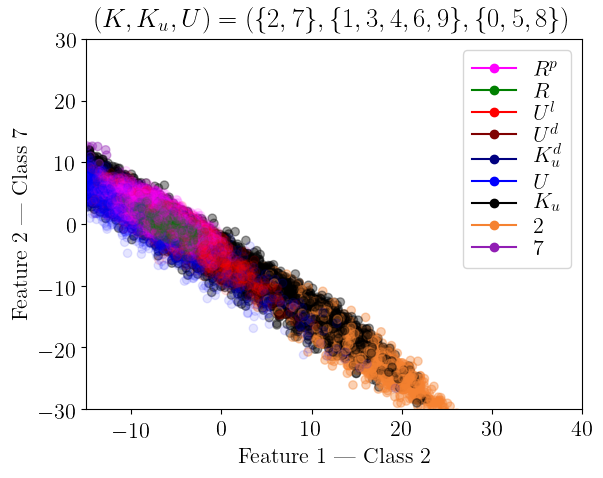 (K, K_u, U) = ({2, 7}, {1, 3, 4, 6, 9}, {0, 5, 8})
30
20
10
0
−10
−20
−30
Feature 2 — Class 7
R^p
R
U^l
U^d
K_u^d
U
K_u
2
7
−10
0
10
20
30
40
Feature 1 — Class 2